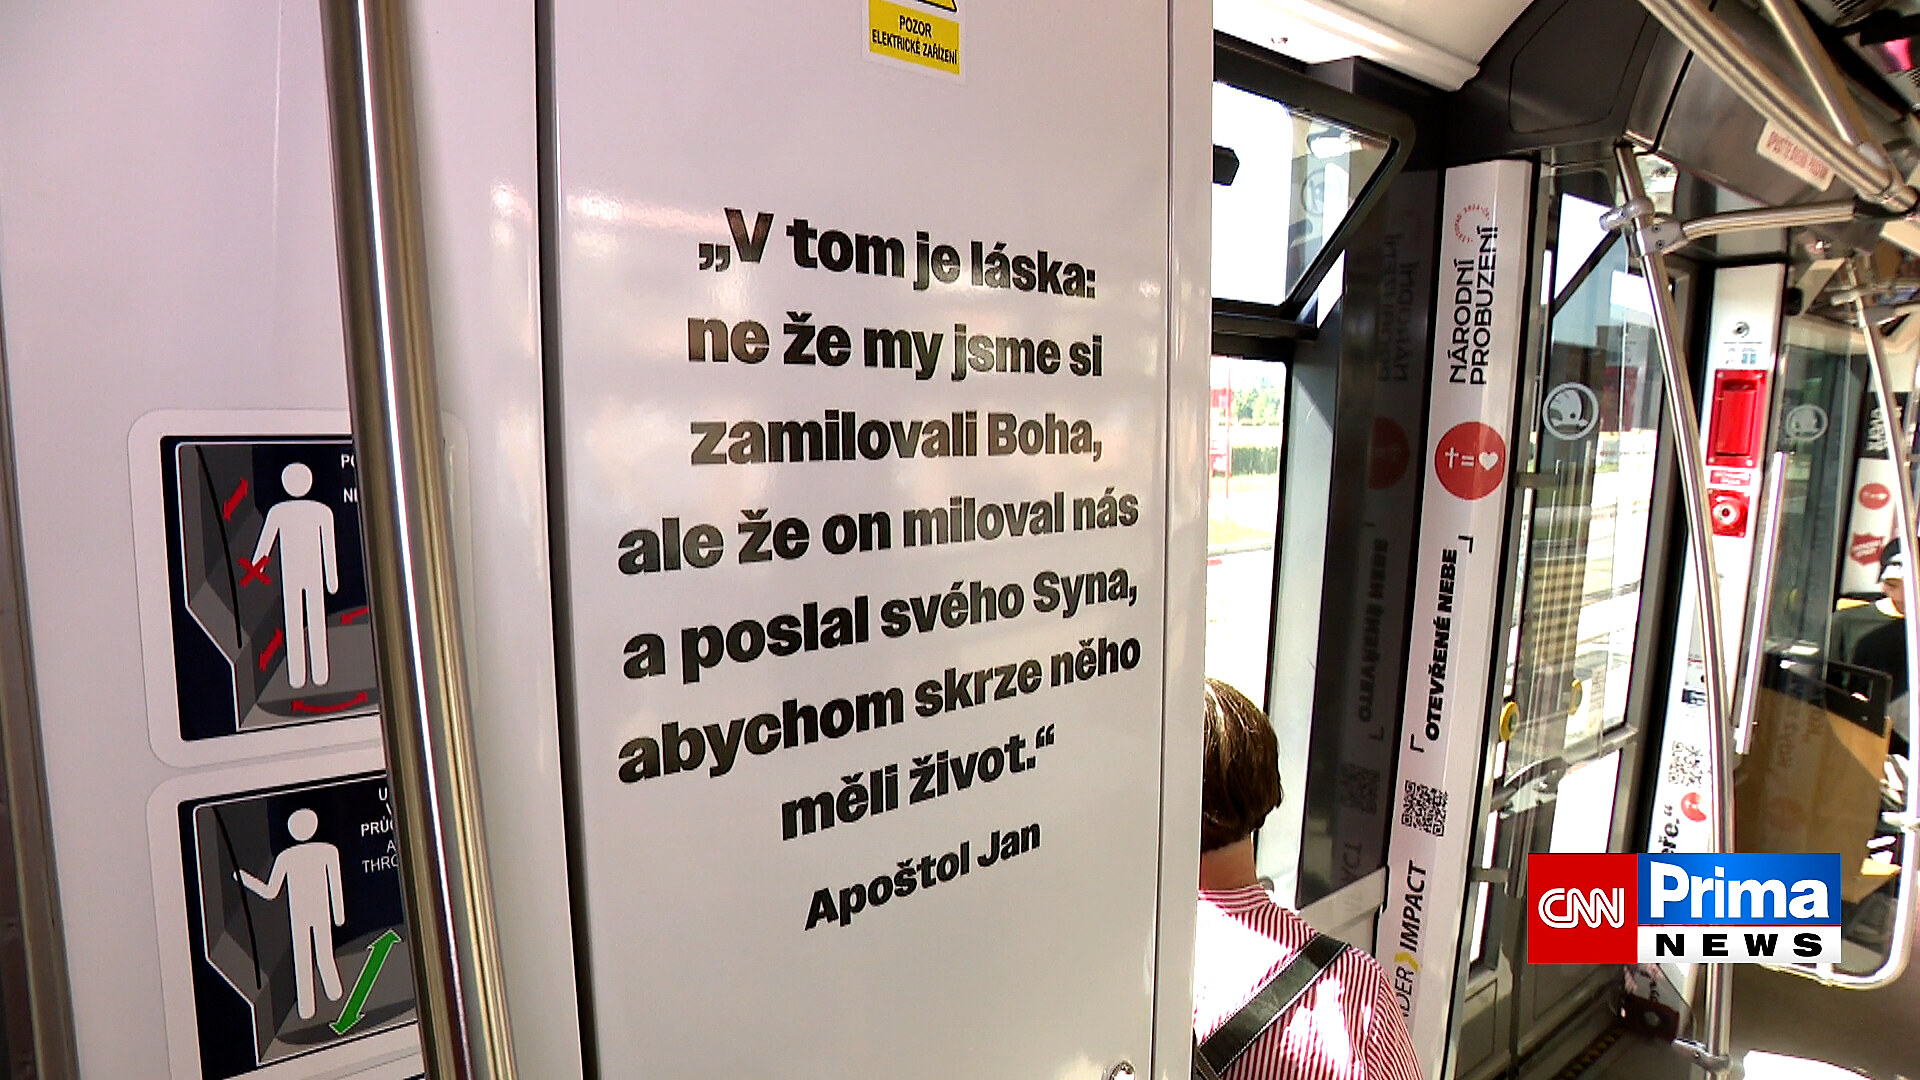 POZOR
ELEKTRICKÉ ZAŘÍZENÍ
„V tom je láska:
ne že my jsme si
zamilovali Boha,
ale že on miloval nás
a poslal svého Syna,
abychom skrze něho
měli život.“
Apoštol Jan
NÁRODNÍ
PROBUZENÍ
†=♥
OTEVŘENÉ NEBE
IMPACT
CNN Prima
NEWS